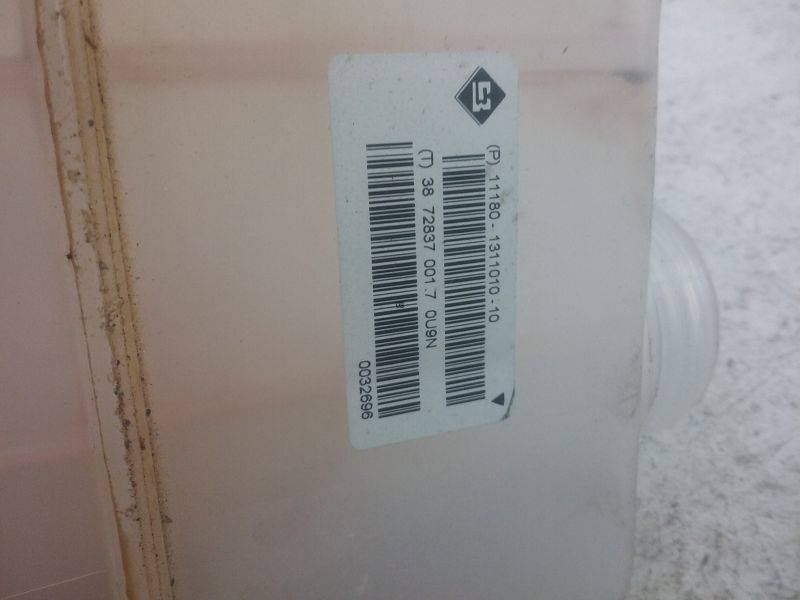 (P) 11180 - 1311010 - 10
(T) 38 72837 001.7 0U9N
0032696